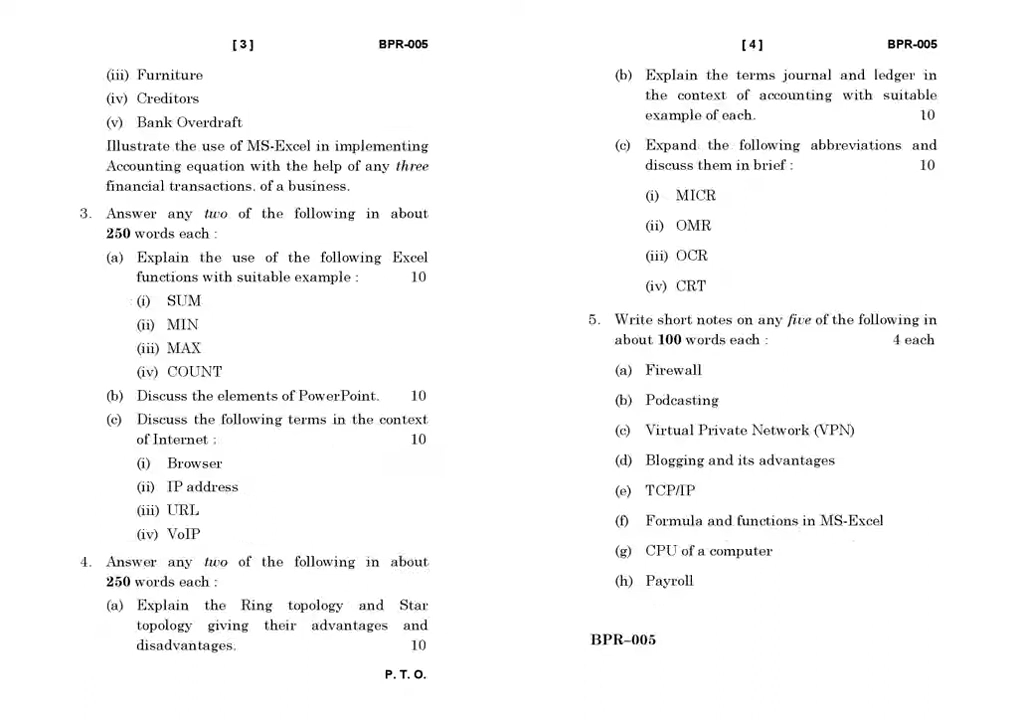 [ 3 ] BPR-005
(iii) Furniture
(iv) Creditors
(v) Bank Overdraft
Illustrate the use of MS-Excel in implementing
Accounting equation with the help of any three
financial transactions. of a business.
3. Answer any two of the following in about
250 words each :
(a) Explain the use of the following Excel
functions with suitable example : 10
(i) SUM
(ii) MIN
(iii) MAX
(iv) COUNT
(b) Discuss the elements of PowerPoint. 10
(c) Discuss the following terms in the context
of Internet : 10
(i) Browser
(ii) IP address
(iii) URL
(iv) VoIP
4. Answer any two of the following in about
250 words each :
(a) Explain the Ring topology and Star
topology giving their advantages and
disadvantages. 10
P. T. O.
[ 4 ] BPR-005
(b) Explain the terms journal and ledger in
the context of accounting with suitable
example of each. 10
(c) Expand the following abbreviations and
discuss them in brief : 10
(i) MICR
(ii) OMR
(iii) OCR
(iv) CRT
5. Write short notes on any five of the following in
about 100 words each : 4 each
(a) Firewall
(b) Podcasting
(c) Virtual Private Network (VPN)
(d) Blogging and its advantages
(e) TCP/IP
(f) Formula and functions in MS-Excel
(g) CPU of a computer
(h) Payroll
BPR–005